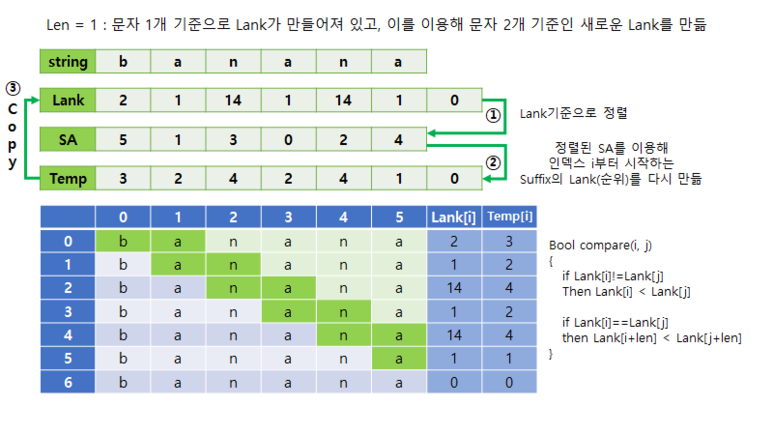 Len = 1 : 문자 1개 기준으로 Lank가 만들어져 있고, 이를 이용해 문자 2개 기준인 새로운 Lank를 만듦
string b a n a n a
③ Copy
Lank 2 1 14 1 14 1 0
① Lank기준으로 정렬
SA 5 1 3 0 2 4
정렬된 SA를 이용해
인덱스 i부터 시작하는
Suffix의 Lank(순위)를 다시 만듦
②
Temp 3 2 4 2 4 1 0
0 1 2 3 4 5 Lank[i] Temp[i]
0 b a n a n a 2 3
1 b a n a n a 1 2
2 b a n a n a 14 4
3 b a n a n a 1 2
4 b a n a n a 14 4
5 b a n a n a 1 1
6 b a n a n a 0 0
Bool compare(i, j)
{
if Lank[i]!=Lank[j]
Then Lank[i] < Lank[j]
if Lank[i]==Lank[j]
then Lank[i+len] < Lank[j+len]
}